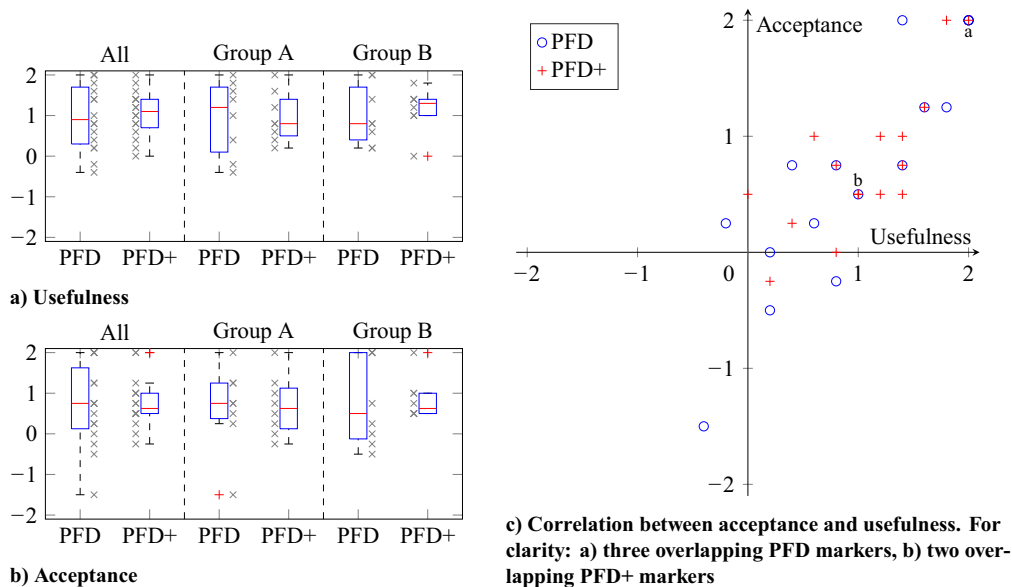 All Group A Group B
2
1
0
−1
−2
PFD PFD+ PFD PFD+ PFD PFD+
a) Usefulness
All Group A Group B
2
1
0
−1
−2
PFD PFD+ PFD PFD+ PFD PFD+
b) Acceptance
PFD
PFD+
Acceptance
Usefulness
2
1
−1
−2
−2 −1 0 1 2
a
b
c) Correlation between acceptance and usefulness. For
clarity: a) three overlapping PFD markers, b) two over-
lapping PFD+ markers